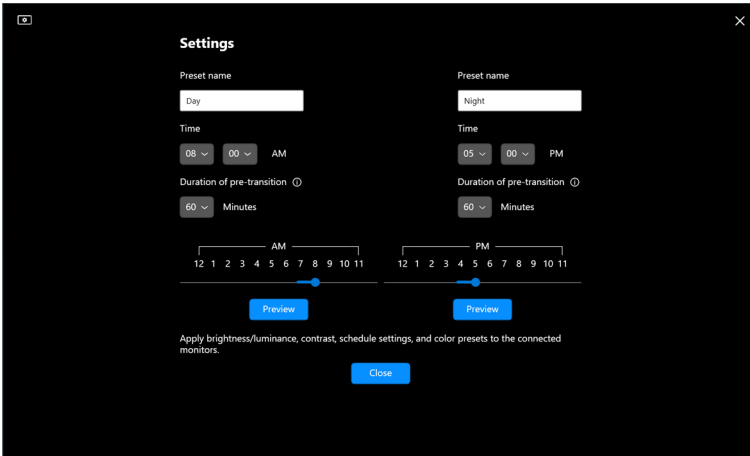 Settings
Preset name
Preset name
Day
Night
Time
Time
08 00 AM
05 00 PM
Duration of pre-transition
Duration of pre-transition
60 Minutes
60 Minutes
AM
PM
12 1 2 3 4 5 6 7 8 9 10 11
12 1 2 3 4 5 6 7 8 9 10 11
Preview
Preview
Apply brightness/luminance, contrast, schedule settings, and color presets to the connected
monitors.
Close